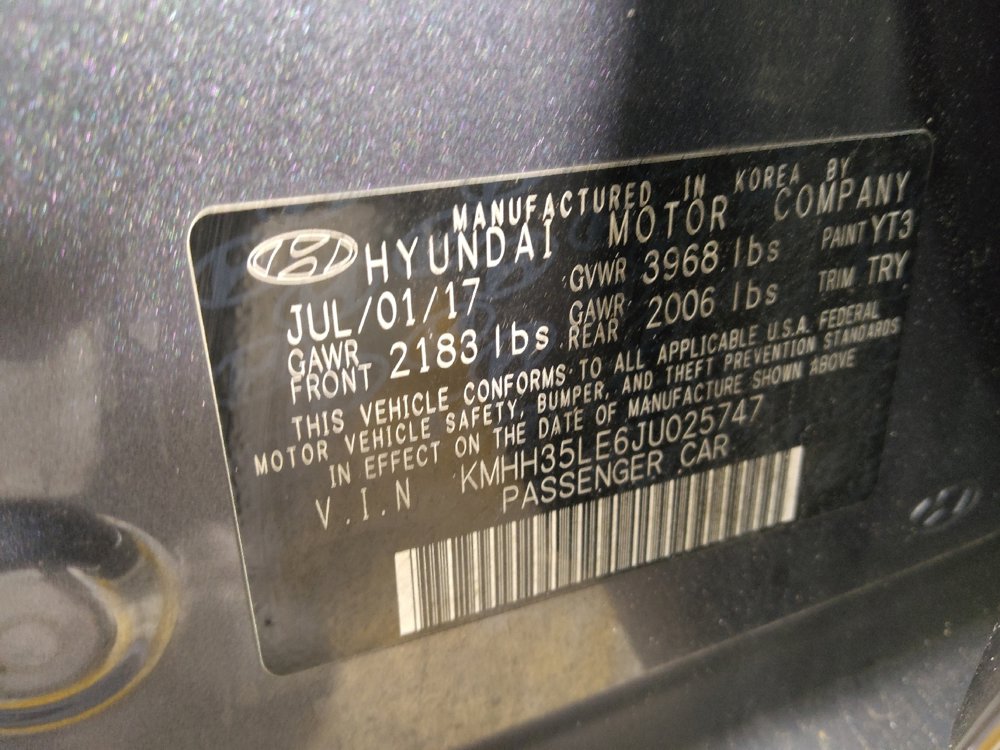 MANUFACTURED IN KOREA BY
HYUNDAI MOTOR COMPANY
JUL/01/17 GVWR 3968 lbs PAINT YT3
GAWR FRONT 2183 lbs GAWR REAR 2006 lbs TRIM TRY
THIS VEHICLE CONFORMS TO ALL APPLICABLE U.S.A. FEDERAL
MOTOR VEHICLE SAFETY, BUMPER, AND THEFT PREVENTION STANDARDS
IN EFFECT ON THE DATE OF MANUFACTURE SHOWN ABOVE
V.I.N KMHH35LE6JU025747
PASSENGER CAR